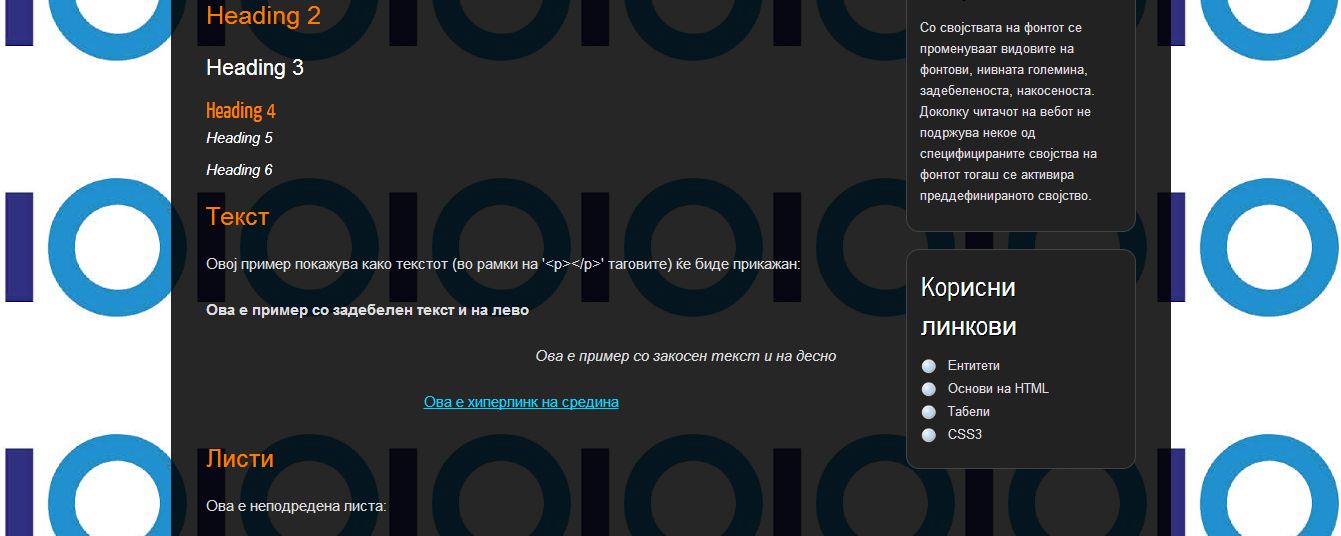 Heading 2
Heading 3
Heading 4
Heading 5
Heading 6
Текст
Овој пример покажува како текстот (во рамки на '<p></p>' таговите) ќе биде прикажан:
Ова е пример со задебелен текст и на лево
Ова е пример со закосен текст и на десно
Ова е хиперлинк на средина
Листи
Ова е неподредена листа:
Со својствата на фонтот се
променуваат видовите на
фонтови, нивната големина,
задебеленоста, накосеноста.
Доколку читачот на вебот не
подржува некое од
специфицираните својства на
фонтот тогаш се активира
преддефинираното својство.
Корисни
линкови
Ентитети
Основи на HTML
Табели
CSS3